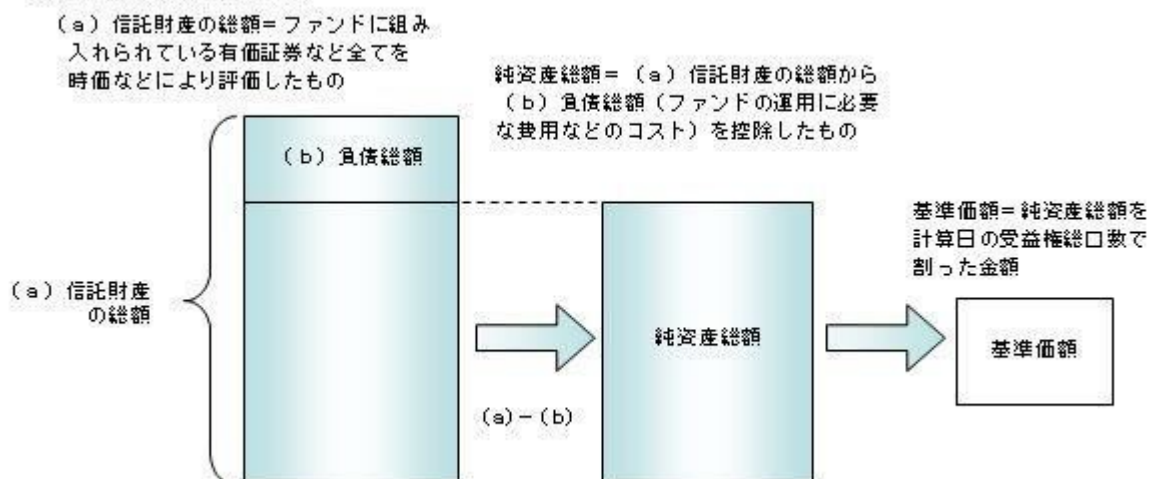 （a）信託財産の総額＝ファンドに組み
入れられている有価証券など全てを
時価などにより評価したもの
純資産総額＝（a）信託財産の総額から
（b）負債総額（ファンドの運用に必要
な費用などのコスト）を控除したもの
（b）負債総額
基準価額＝純資産総額を
計算日の受益権総口数で
割った金額
（a）信託財産
の総額
純資産総額
基準価額
(a)－(b)